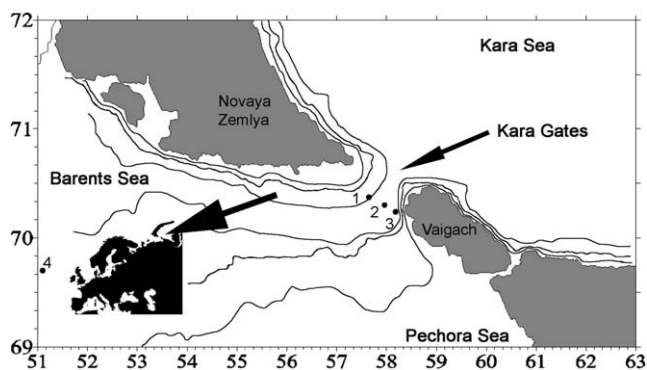 72
Kara Sea
Novaya
Zemlya
71
Kara Gates
Barents Sea
1
2
3
Vaigach
70
4
Pechora Sea
69
51 52 53 54 55 56 57 58 59 60 61 62 63